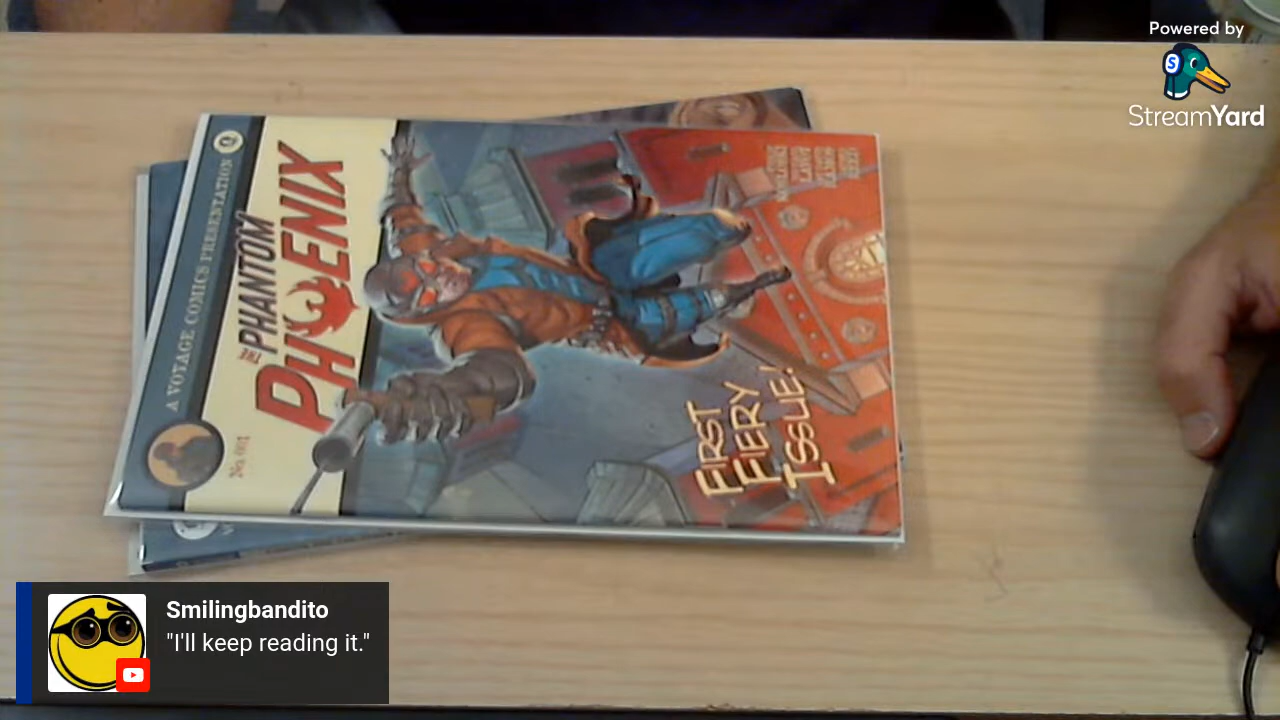 Powered by
StreamYard
A VOTAGE COMICS PRESENTATION
THE PHANTOM
PHOENIX
No. 001
FIRST
FIERY
ISSUE!
Smilingbandito
"I'll keep reading it."